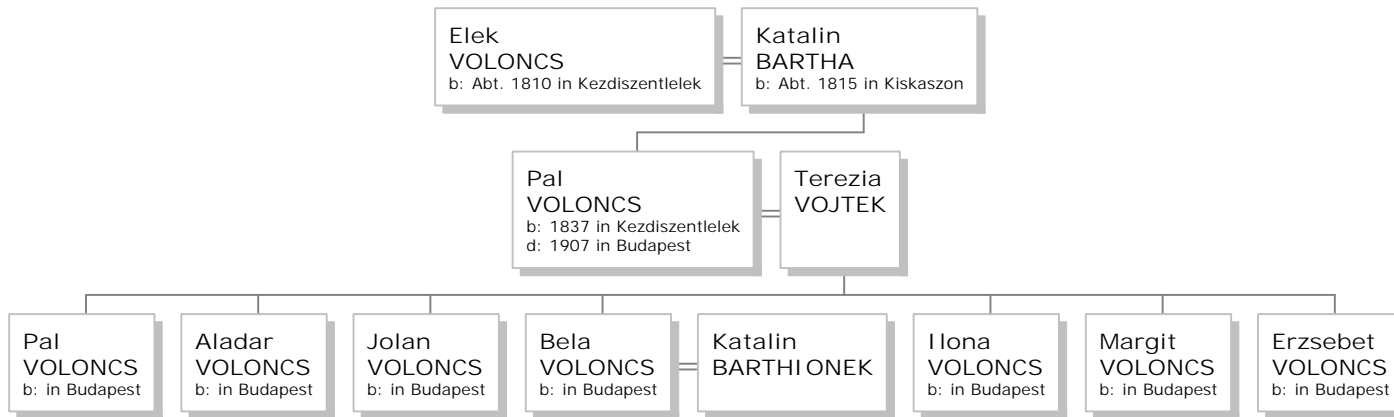 Elek
VOLONCS
b: Abt. 1810 in Kezdiszentlelek
Katalin
BARTHA
b: Abt. 1815 in Kiskaszon
Pal
VOLONCS
b: 1837 in Kezdiszentlelek
d: 1907 in Budapest
Terezia
VOJTEK
Pal
VOLONCS
b: in Budapest
Aladar
VOLONCS
b: in Budapest
Jolan
VOLONCS
b: in Budapest
Bela
VOLONCS
b: in Budapest
Katalin
BARTHIONEK
Ilona
VOLONCS
b: in Budapest
Margit
VOLONCS
b: in Budapest
Erzsebet
VOLONCS
b: in Budapest